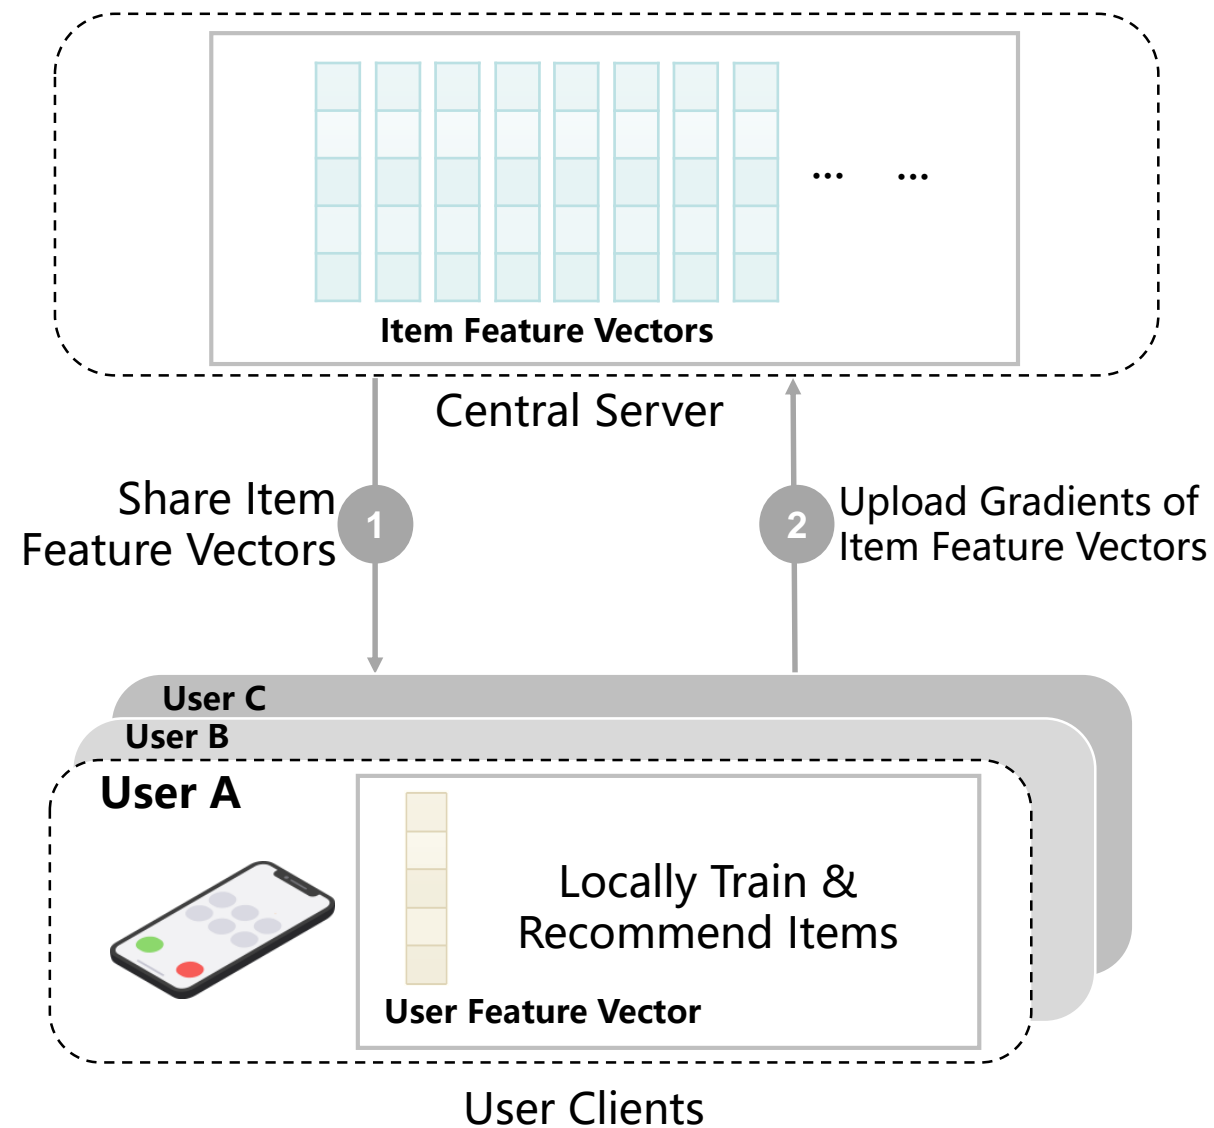 ... ...
Item Feature Vectors
Central Server
Share Item
Feature Vectors
1
2
Upload Gradients of
Item Feature Vectors
User C
User B
User A
Locally Train &
Recommend Items
User Feature Vector
User Clients